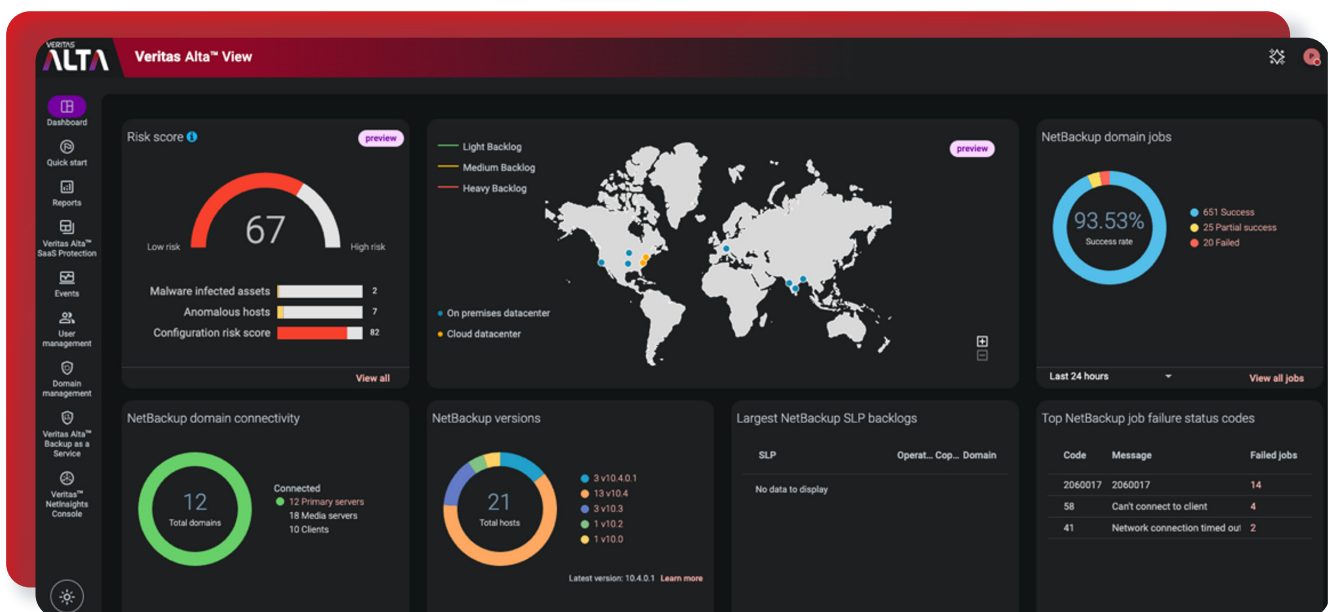 VERITAS
ALTA
Veritas Alta™ View
Dashboard
Quick start
Reports
Veritas Alta™
SaaS Protection
Events
User
management
Domain
management
Veritas Alta™
Backup as a
Service
Veritas™
NetInsights
Console
Risk score
preview
67
Low risk
High risk
Malware infected assets 2
Anomalous hosts 7
Configuration risk score 82
View all
Light Backlog
Medium Backlog
Heavy Backlog
preview
On premises datacenter
Cloud datacenter
NetBackup domain jobs
93.53%
Success rate
651 Success
25 Partial success
20 Failed
Last 24 hours
View all jobs
NetBackup domain connectivity
12
Total domains
Connected
12 Primary servers
18 Media servers
10 Clients
NetBackup versions
21
Total hosts
3 v10.4.0.1
13 v10.4
3 v10.3
1 v10.2
1 v10.0
Latest version: 10.4.0.1 Learn more
Largest NetBackup SLP backlogs
SLP Operat... Cop... Domain
No data to display
Top NetBackup job failure status codes
Code Message Failed jobs
2060017 2060017 14
58 Can't connect to client 4
41 Network connection timed out 2